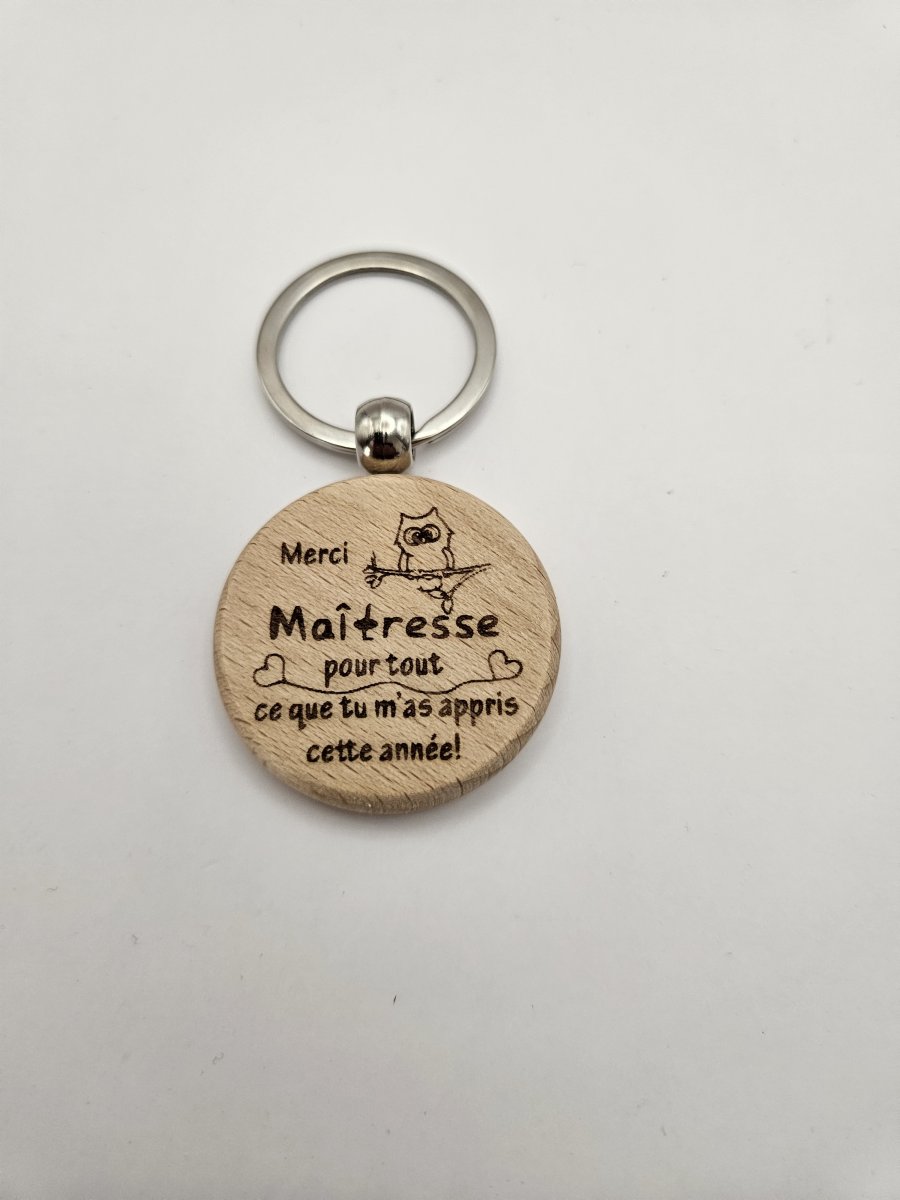 Merci
Maîtresse
pour tout
ce que tu m'as appris
cette année!